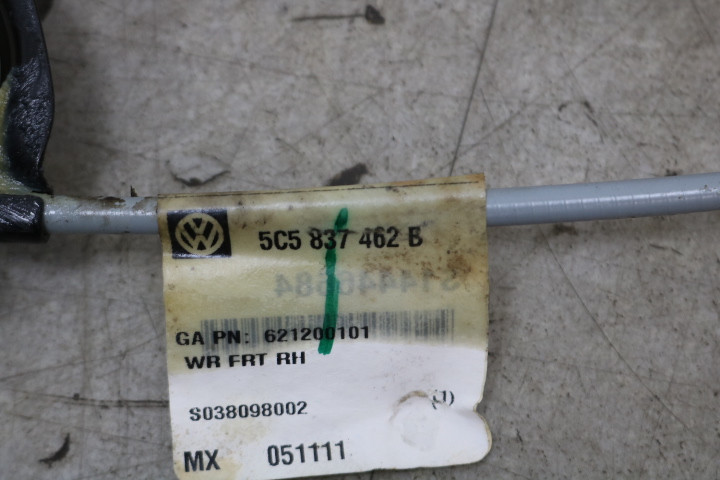 5C5 837 462 B
GA PN: 621200101
WR FRT RH
S038098002 (J)
MX 051111